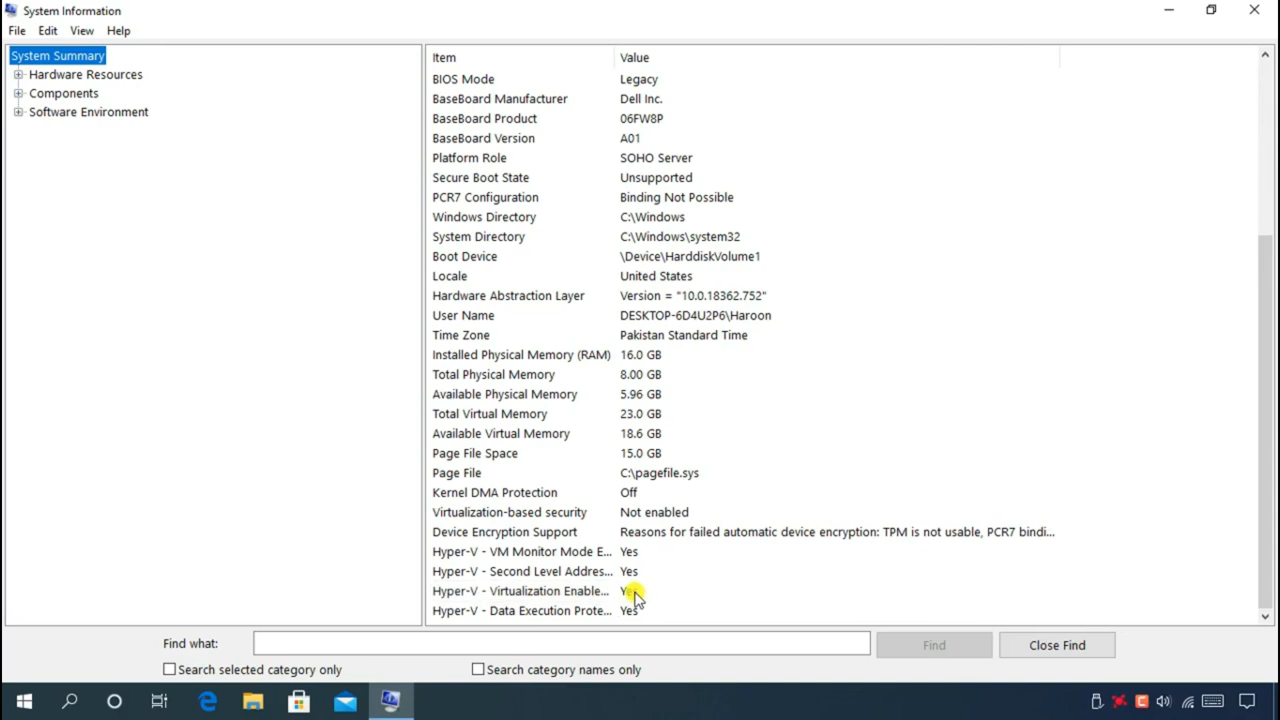 System Information
File Edit View Help
System Summary
Hardware Resources
Components
Software Environment
Item Value
BIOS Mode Legacy
BaseBoard Manufacturer Dell Inc.
BaseBoard Product 06FW8P
BaseBoard Version A01
Platform Role SOHO Server
Secure Boot State Unsupported
PCR7 Configuration Binding Not Possible
Windows Directory C:\Windows
System Directory C:\Windows\system32
Boot Device \Device\HarddiskVolume1
Locale United States
Hardware Abstraction Layer Version = "10.0.18362.752"
User Name DESKTOP-6D4U2P6\Haroon
Time Zone Pakistan Standard Time
Installed Physical Memory (RAM) 16.0 GB
Total Physical Memory 8.00 GB
Available Physical Memory 5.96 GB
Total Virtual Memory 23.0 GB
Available Virtual Memory 18.6 GB
Page File Space 15.0 GB
Page File C:\pagefile.sys
Kernel DMA Protection Off
Virtualization-based security Not enabled
Device Encryption Support Reasons for failed automatic device encryption: TPM is not usable, PCR7 bindi...
Hyper-V - VM Monitor Mode E... Yes
Hyper-V - Second Level Addres... Yes
Hyper-V - Virtualization Enable... Yes
Hyper-V - Data Execution Prote... Yes
Find what: Find Close Find
Search selected category only Search category names only